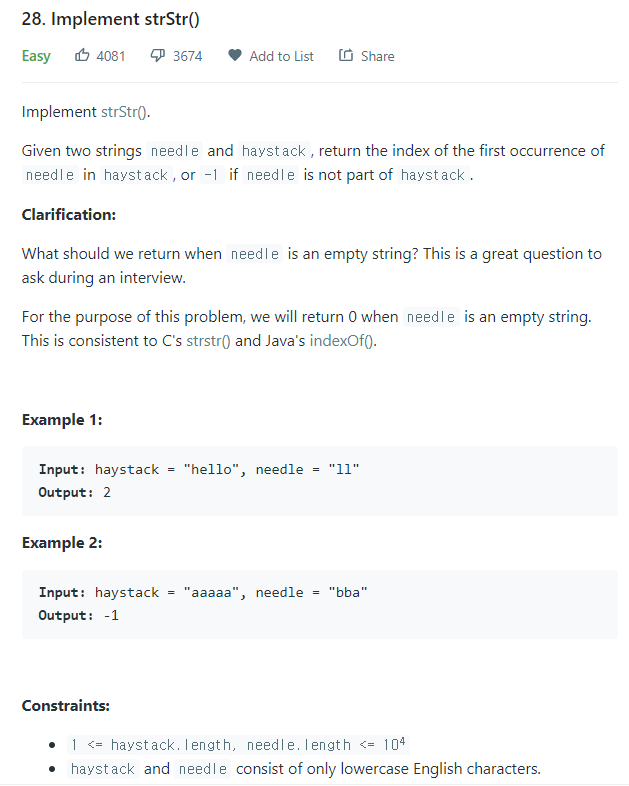 28. Implement strStr()
Easy 4081 3674 Add to List Share
Implement strStr().
Given two strings needle and haystack, return the index of the first occurrence of
needle in haystack, or -1 if needle is not part of haystack.
Clarification:
What should we return when needle is an empty string? This is a great question to
ask during an interview.
For the purpose of this problem, we will return 0 when needle is an empty string.
This is consistent to C's strstr() and Java's indexOf().
Example 1:
Input: haystack = "hello", needle = "ll"
Output: 2
Example 2:
Input: haystack = "aaaaa", needle = "bba"
Output: -1
Constraints:
• 1 <= haystack.length, needle.length <= 10⁴
• haystack and needle consist of only lowercase English characters.